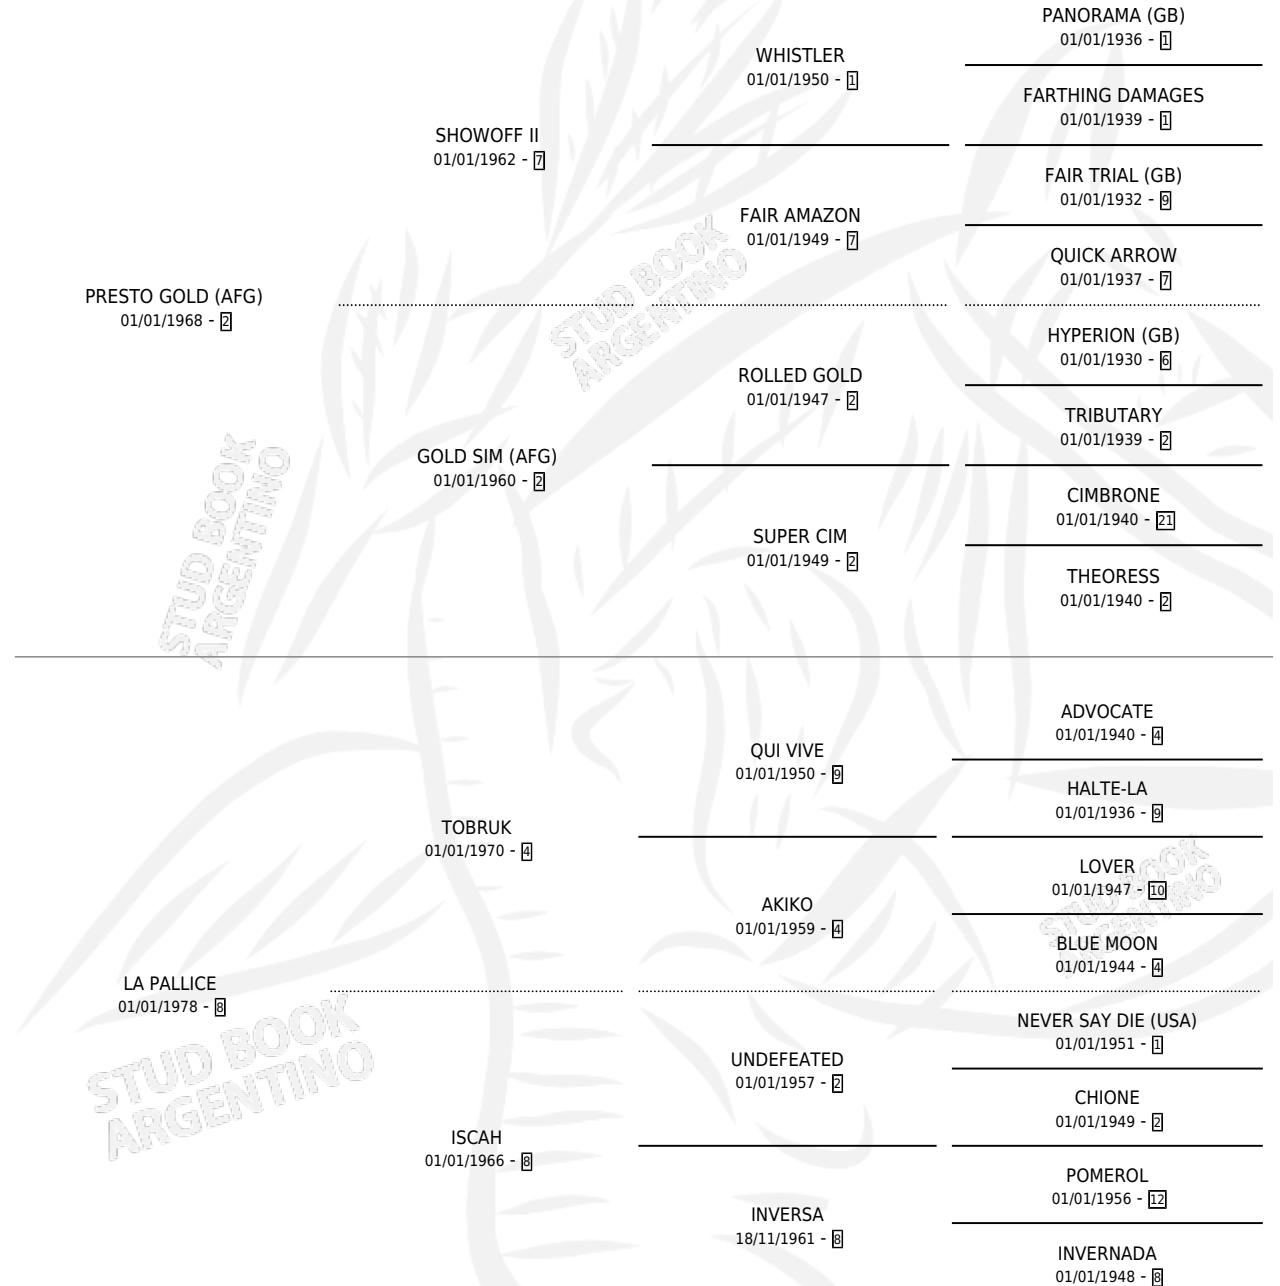 PANORAMA (GB)
01/01/1936 - 1
WHISTLER
01/01/1950 - 1
FARTHING DAMAGES
01/01/1939 - 1
SHOWOFF II
01/01/1962 - 7
FAIR TRIAL (GB)
01/01/1932 - 9
FAIR AMAZON
01/01/1949 - 7
QUICK ARROW
01/01/1937 - 7
PRESTO GOLD (AFG)
01/01/1968 - 2
HYPERION (GB)
01/01/1930 - 6
ROLLED GOLD
01/01/1947 - 2
TRIBUTARY
01/01/1939 - 2
GOLD SIM (AFG)
01/01/1960 - 2
CIMBRONE
01/01/1940 - 21
SUPER CIM
01/01/1949 - 2
THEORESS
01/01/1940 - 2
ADVOCATE
01/01/1940 - 4
QUI VIVE
01/01/1950 - 9
HALTE-LA
01/01/1936 - 9
TOBRUK
01/01/1970 - 4
LOVER
01/01/1947 - 10
AKIKO
01/01/1959 - 4
BLUE MOON
01/01/1944 - 4
LA PALLICE
01/01/1978 - 8
NEVER SAY DIE (USA)
01/01/1951 - 1
UNDEFEATED
01/01/1957 - 2
CHIONE
01/01/1949 - 2
ISCAH
01/01/1966 - 8
POMEROL
01/01/1956 - 12
INVERSA
18/11/1961 - 8
INVERNADA
01/01/1948 - 8
STUD BOOK
ARGENTINO
STUD BOOK
ARGENTINO
STUD BOOK
ARGENTINO
STUD BOOK
ARGENTINO